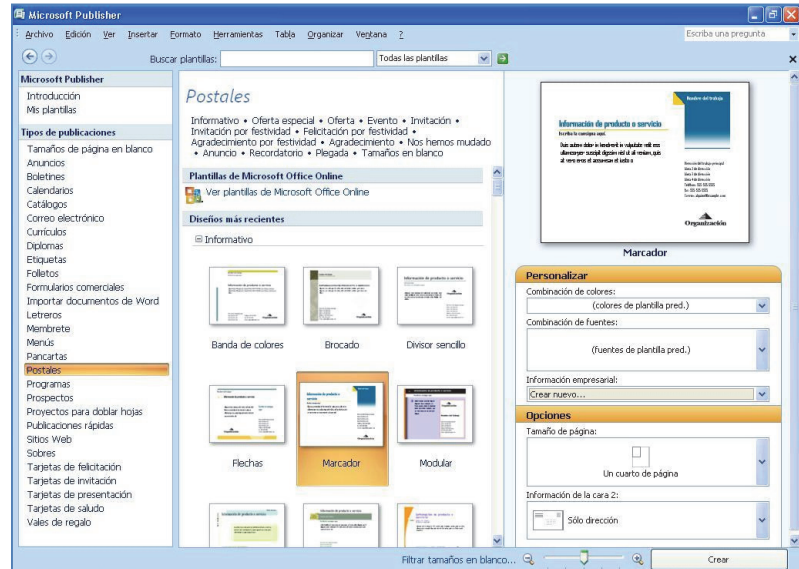 Microsoft Publisher
Archivo Edición Ver Insertar Formato Herramientas Tabla Organizar Ventana ? Escriba una pregunta
Buscar plantillas: Todas las plantillas
Microsoft Publisher
Introducción
Mis plantillas
Tipos de publicaciones
Tamaños de página en blanco
Anuncios
Boletines
Calendarios
Catálogos
Correo electrónico
Currículos
Diplomas
Etiquetas
Folletos
Formularios comerciales
Importar documentos de Word
Letreros
Membrete
Menús
Pancartas
Postales
Programas
Prospectos
Proyectos para doblar hojas
Publicaciones rápidas
Sitios Web
Sobres
Tarjetas de felicitación
Tarjetas de invitación
Tarjetas de presentación
Tarjetas de saludo
Vales de regalo
Postales
Informativo • Oferta especial • Oferta • Evento • Invitación •
Invitación por festividad • Felicitación por festividad •
Agradecimiento por festividad • Agradecimiento • Nos hemos mudado
• Anuncio • Recordatorio • Plegada • Tamaños en blanco
Plantillas de Microsoft Office Online
Ver plantillas de Microsoft Office Online
Diseños más recientes
Informativo
Banda de colores Brocado Divisor sencillo
Flechas Marcador Modular
Nombre del trabajo
Información de producto o servicio
Escriba la consigna aquí.
Organización
Marcador
Personalizar
Combinación de colores:
(colores de plantilla pred.)
Combinación de fuentes:
(fuentes de plantilla pred.)
Información empresarial:
Crear nuevo...
Opciones
Tamaño de página:
Un cuarto de página
Información de la cara 2:
Sólo dirección
Filtrar tamaños en blanco... Crear